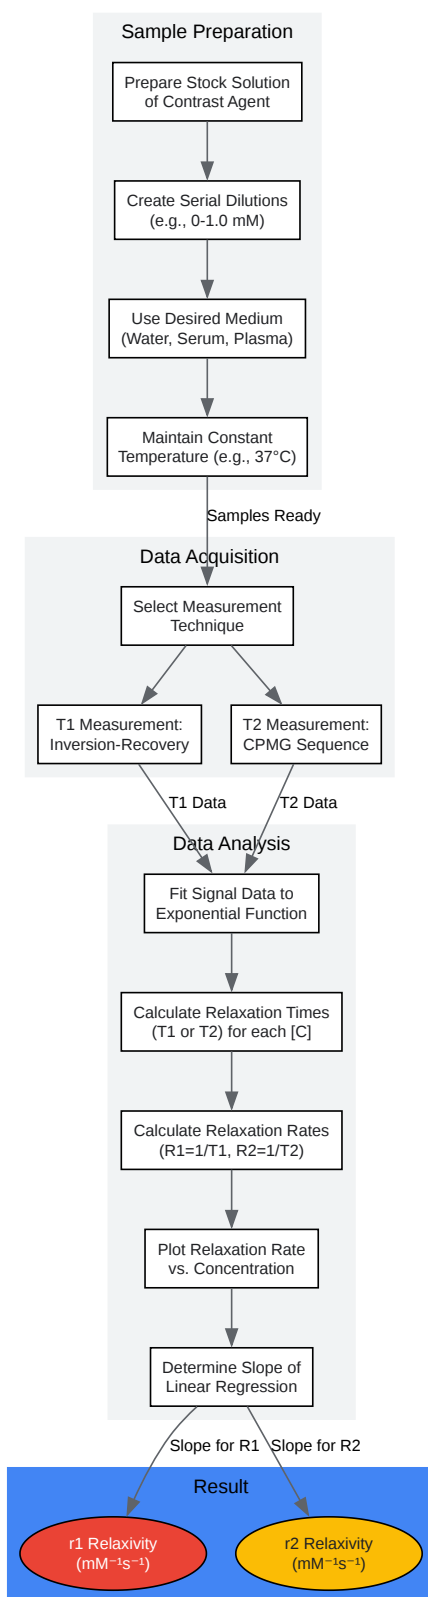 Sample Preparation
Prepare Stock Solution
of Contrast Agent
Create Serial Dilutions
(e.g., 0-1.0 mM)
Use Desired Medium
(Water, Serum, Plasma)
Maintain Constant
Temperature (e.g., 37°C)
Samples Ready
Data Acquisition
Select Measurement
Technique
T1 Measurement:
Inversion-Recovery
T2 Measurement:
CPMG Sequence
T1 Data
T2 Data
Data Analysis
Fit Signal Data to
Exponential Function
Calculate Relaxation Times
(T1 or T2) for each [C]
Calculate Relaxation Rates
(R1=1/T1, R2=1/T2)
Plot Relaxation Rate
vs. Concentration
Determine Slope of
Linear Regression
Slope for R1
Slope for R2
Result
r1 Relaxivity
(mM⁻¹s⁻¹)
r2 Relaxivity
(mM⁻¹s⁻¹)